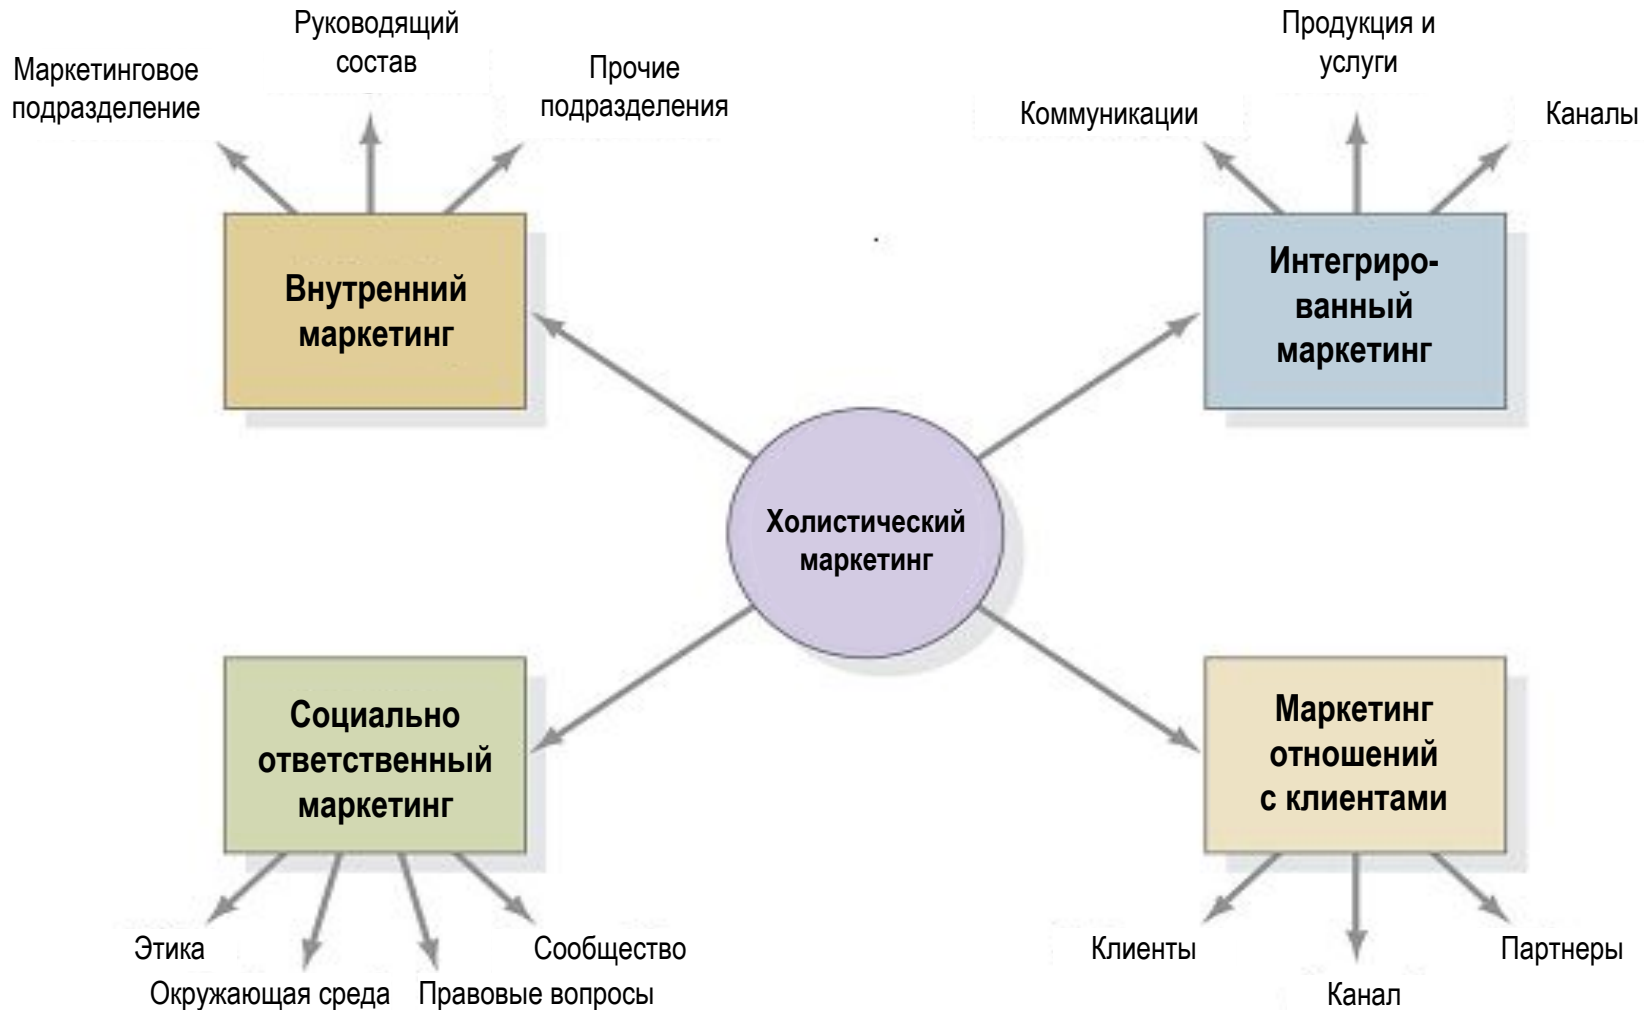 Руководящий
состав
Маркетинговое
подразделение
Прочие
подразделения
Продукция и
услуги
Коммуникации
Каналы
Внутренний
маркетинг
Интегриро-
ванный
маркетинг
Холистический
маркетинг
Социально
ответственный
маркетинг
Маркетинг
отношений
с клиентами
Этика
Окружающая среда
Правовые вопросы
Сообщество
Клиенты
Канал
Партнеры